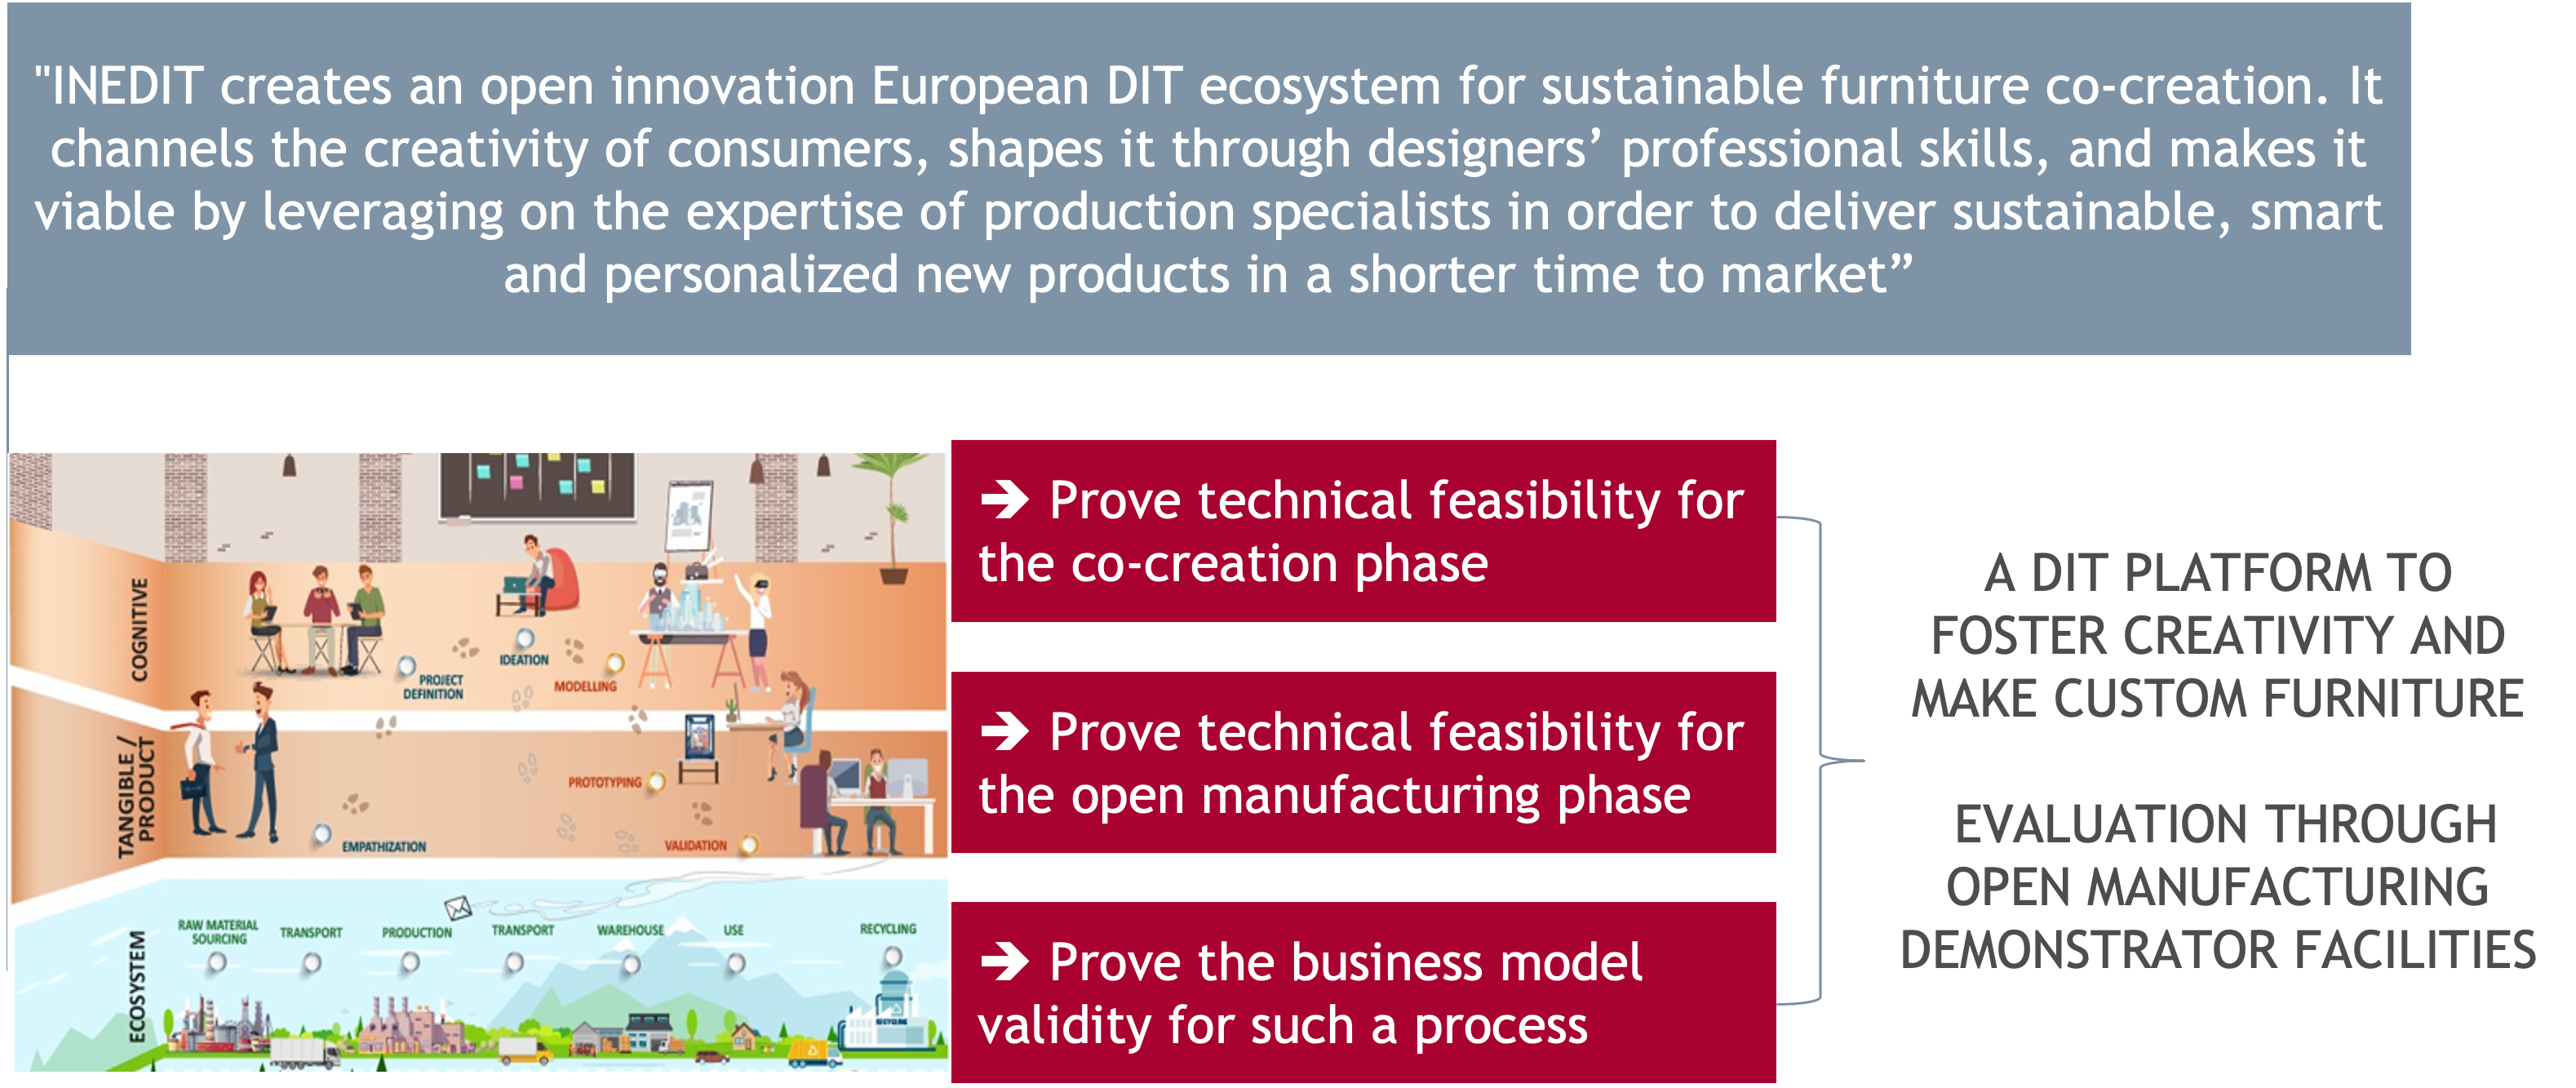 "INEDIT creates an open innovation European DIT ecosystem for sustainable furniture co-creation. It
channels the creativity of consumers, shapes it through designers’ professional skills, and makes it
viable by leveraging on the expertise of production specialists in order to deliver sustainable, smart
and personalized new products in a shorter time to market”
COGNITIVE
PROJECT
DEFINITION
IDEATION
MODELLING
TANGIBLE /
PRODUCT
PROTOTYPING
EMPATHIZATION
VALIDATION
ECOSYSTEM
RAW MATERIAL
SOURCING
TRANSPORT
PRODUCTION
TRANSPORT
WAREHOUSE
USE
RECYCLING
RECYCLING
➔ Prove technical feasibility for
the co-creation phase
➔ Prove technical feasibility for
the open manufacturing phase
➔ Prove the business model
validity for such a process
A DIT PLATFORM TO
FOSTER CREATIVITY AND
MAKE CUSTOM FURNITURE
EVALUATION THROUGH
OPEN MANUFACTURING
DEMONSTRATOR FACILITIES